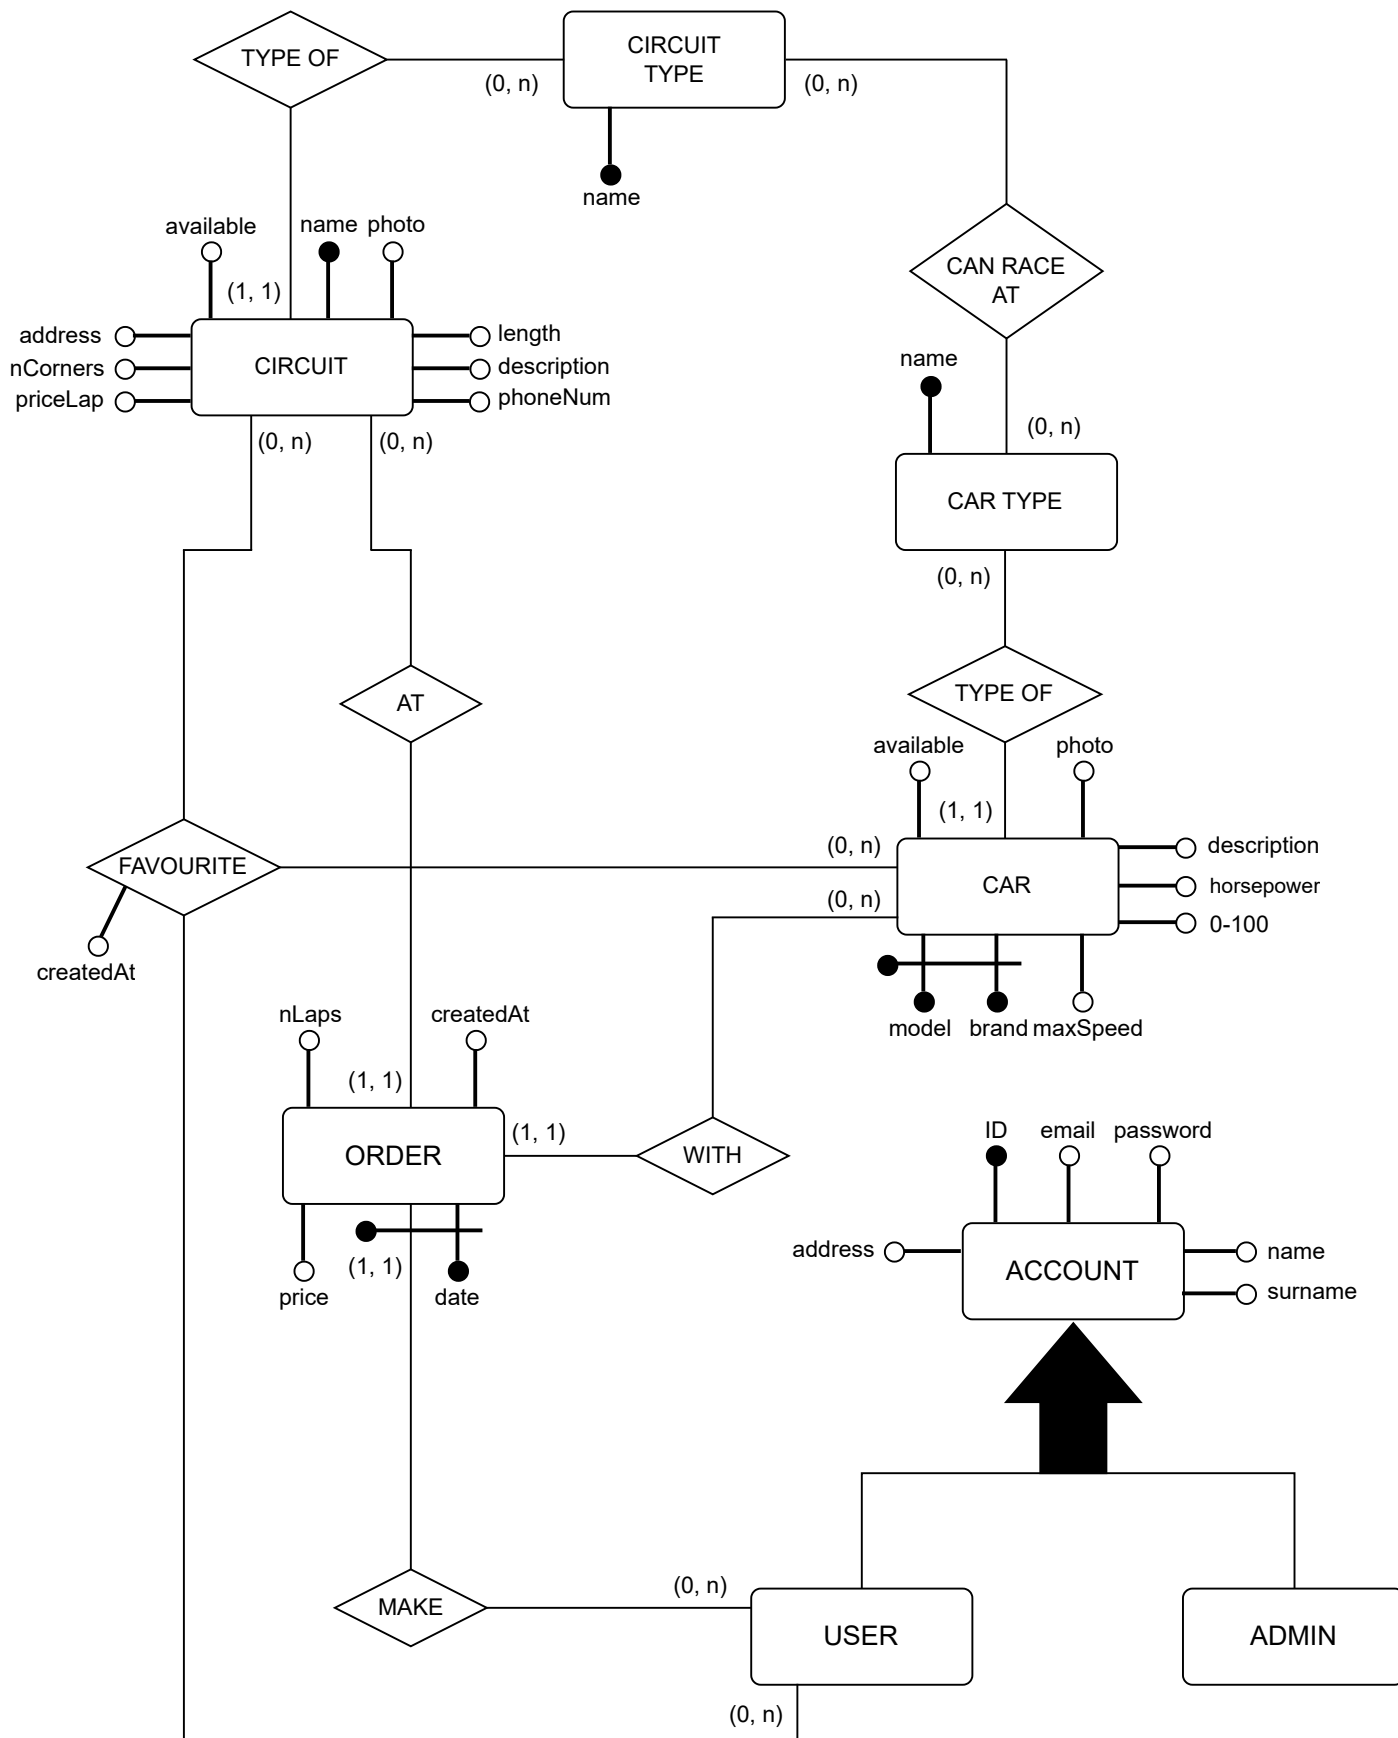 TYPE OF
CIRCUIT
TYPE
(0, n)
(0, n)
name
available
name
photo
(1, 1)
CAN RACE
AT
address
nCorners
priceLap
CIRCUIT
length
description
phoneNum
name
(0, n)
(0, n)
(0, n)
CAR TYPE
(0, n)
AT
TYPE OF
available
photo
(1, 1)
FAVOURITE
(0, n)
(0, n)
CAR
description
horsepower
0-100
createdAt
model
brand
maxSpeed
nLaps
createdAt
(1, 1)
ORDER
(1, 1)
WITH
ID
email
password
address
ACCOUNT
name
surname
(1, 1)
price
date
MAKE
(0, n)
USER
ADMIN
(0, n)